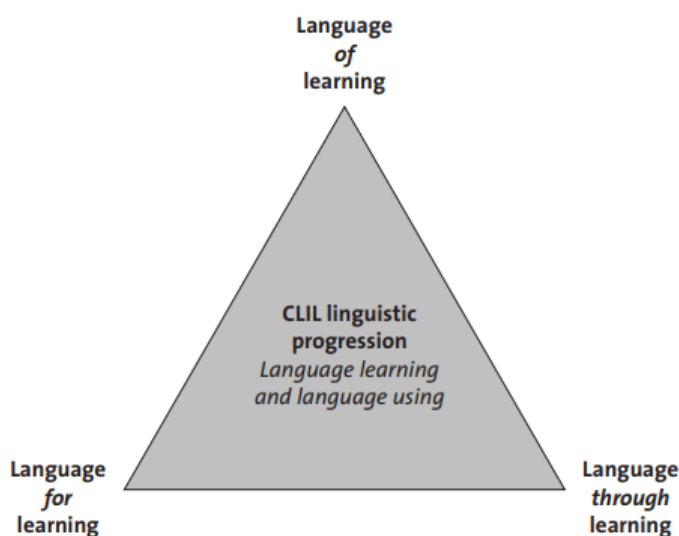 Language
of
learning
CLIL linguistic
progression
Language learning
and language using
Language
for
learning
Language
through
learning